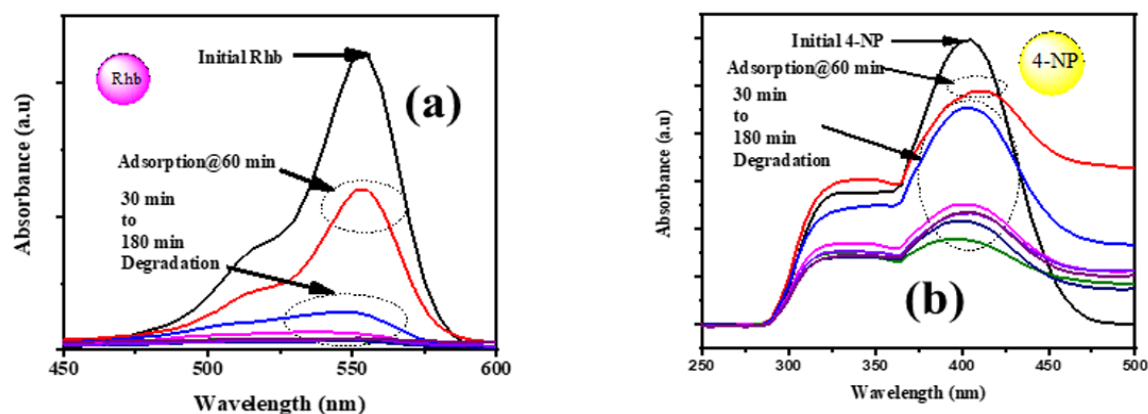 Rhb
Initial Rhb
(a)
Adsorption@60 min
30 min
to
180 min
Degradation
Absorbance (a.u)
450
500
550
600
Wavelength (nm)
Initial 4-NP
4-NP
Adsorption@60 min
30 min
to
180 min
Degradation
(b)
Absorbance (a.u)
250
300
350
400
450
500
Wavelength (nm)